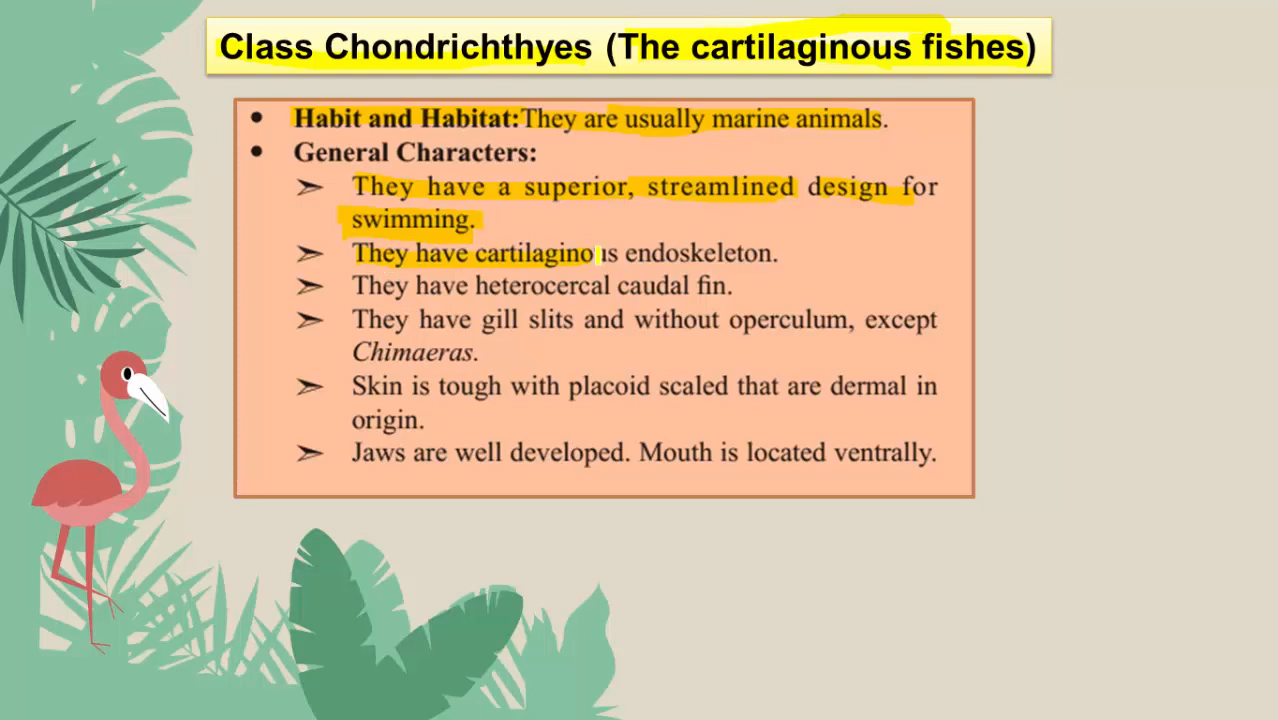 Class Chondrichthyes (The cartilaginous fishes)
• Habit and Habitat:They are usually marine animals.
• General Characters:
➢ They have a superior, streamlined design for
swimming.
➢ They have cartilaginous endoskeleton.
➢ They have heterocercal caudal fin.
➢ They have gill slits and without operculum, except
Chimaeras.
➢ Skin is tough with placoid scaled that are dermal in
origin.
➢ Jaws are well developed. Mouth is located ventrally.